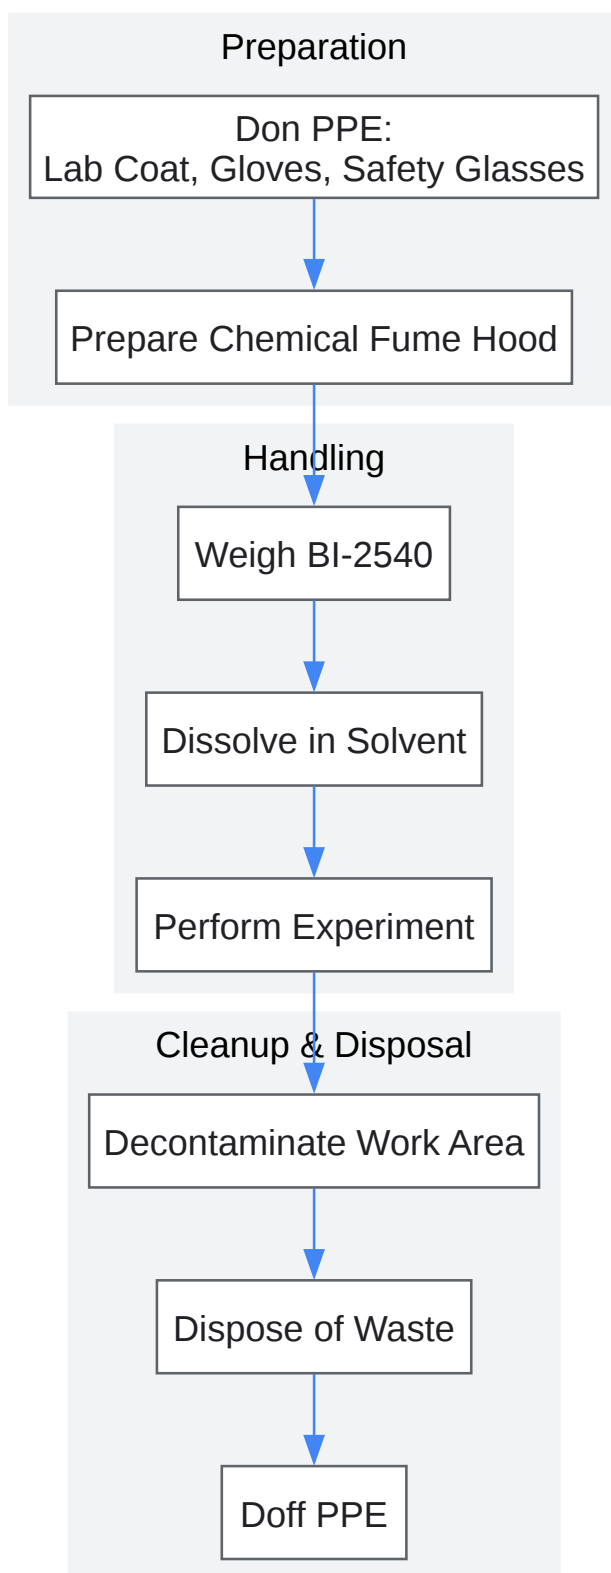 Preparation
Don PPE:
Lab Coat, Gloves, Safety Glasses
Prepare Chemical Fume Hood
Handling
Weigh BI-2540
Dissolve in Solvent
Perform Experiment
Cleanup & Disposal
Decontaminate Work Area
Dispose of Waste
Doff PPE